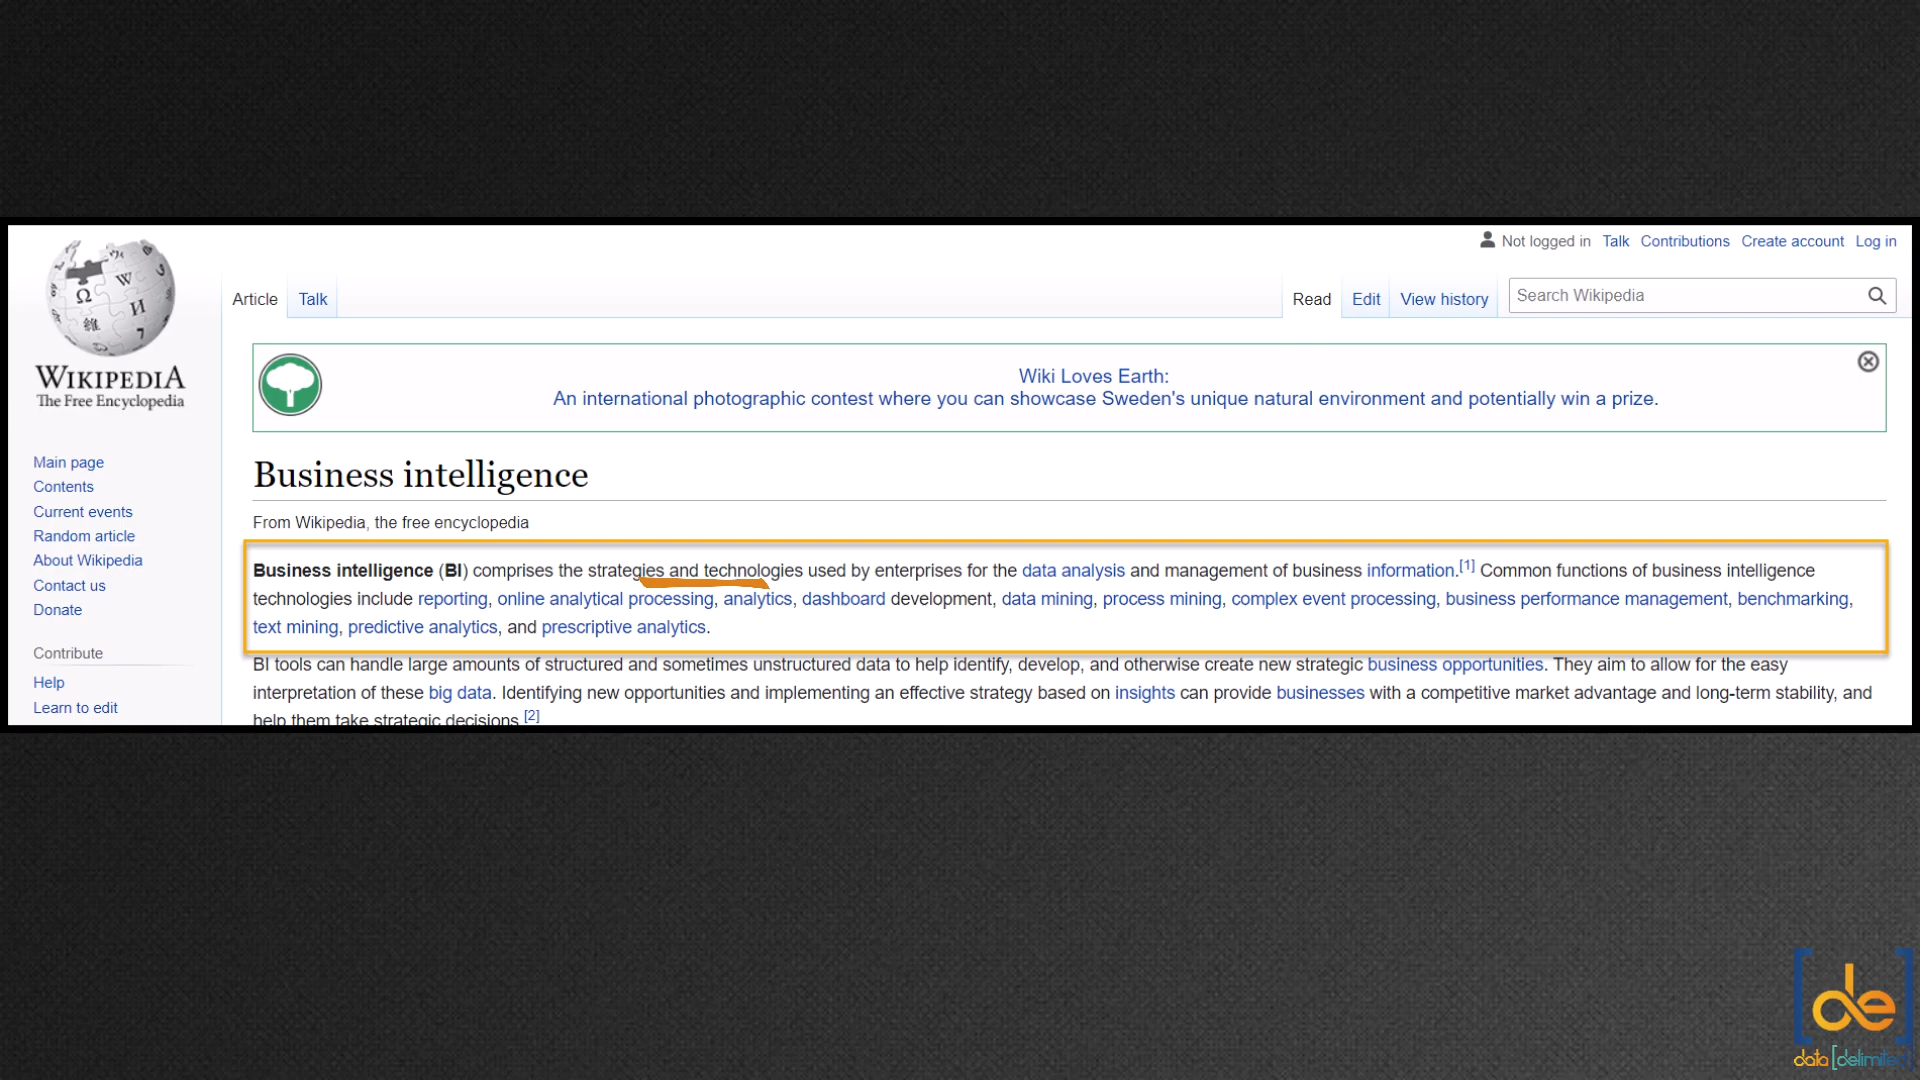 Not logged in Talk Contributions Create account Log in
Article Talk Read Edit View history Search Wikipedia
WIKIPEDIA
The Free Encyclopedia
Wiki Loves Earth:
An international photographic contest where you can showcase Sweden's unique natural environment and potentially win a prize.
Main page
Contents
Current events
Random article
About Wikipedia
Contact us
Donate
Contribute
Help
Learn to edit
Business intelligence
From Wikipedia, the free encyclopedia
Business intelligence (BI) comprises the strategies and technologies used by enterprises for the data analysis and management of business information.[1] Common functions of business intelligence
technologies include reporting, online analytical processing, analytics, dashboard development, data mining, process mining, complex event processing, business performance management, benchmarking,
text mining, predictive analytics, and prescriptive analytics.
BI tools can handle large amounts of structured and sometimes unstructured data to help identify, develop, and otherwise create new strategic business opportunities. They aim to allow for the easy
interpretation of these big data. Identifying new opportunities and implementing an effective strategy based on insights can provide businesses with a competitive market advantage and long-term stability, and
help them take strategic decisions.[2]
[de]
data [delimited]